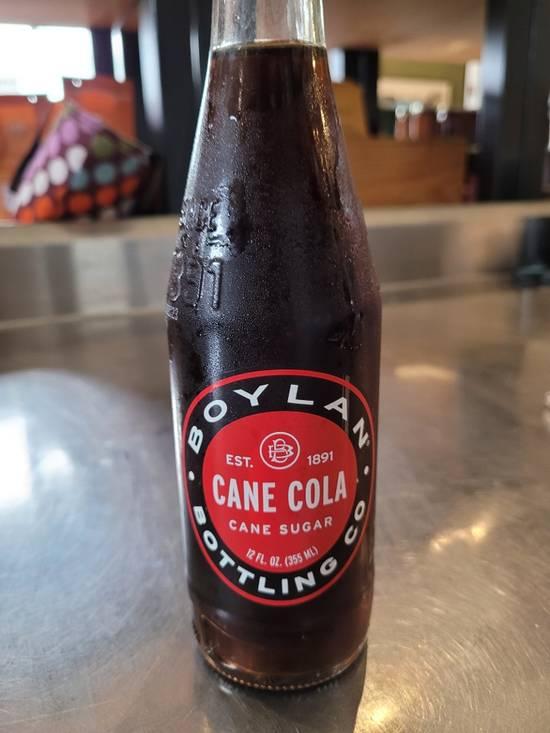 BOYLAN
EST. 1891
CANE COLA
CANE SUGAR
12 FL. OZ. (355 ML)
BOTTLING CO